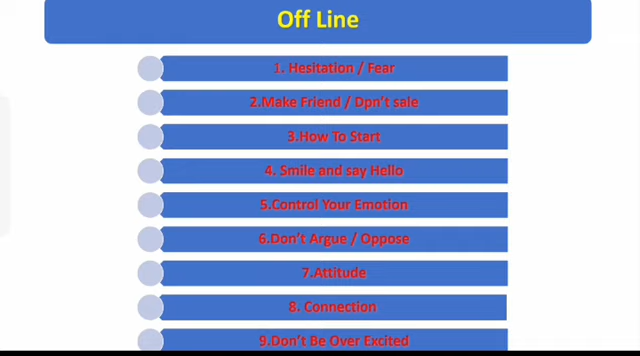 Off Line
1. Hesitation / Fear
2.Make Friend / Dpn't sale
3.How To Start
4. Smile and say Hello
5.Control Your Emotion
6.Don't Argue / Oppose
7.Attitude
8. Connection
9.Don't Be Over Excited